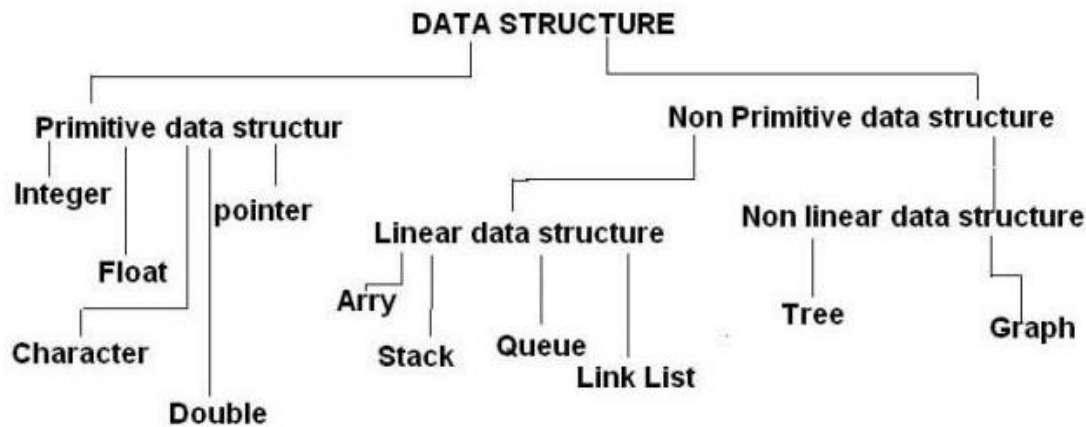 DATA STRUCTURE
Primitive data structur
Non Primitive data structure
Integer
pointer
Float
Character
Double
Linear data structure
Non linear data structure
Arry
Stack
Queue
Link List
Tree
Graph